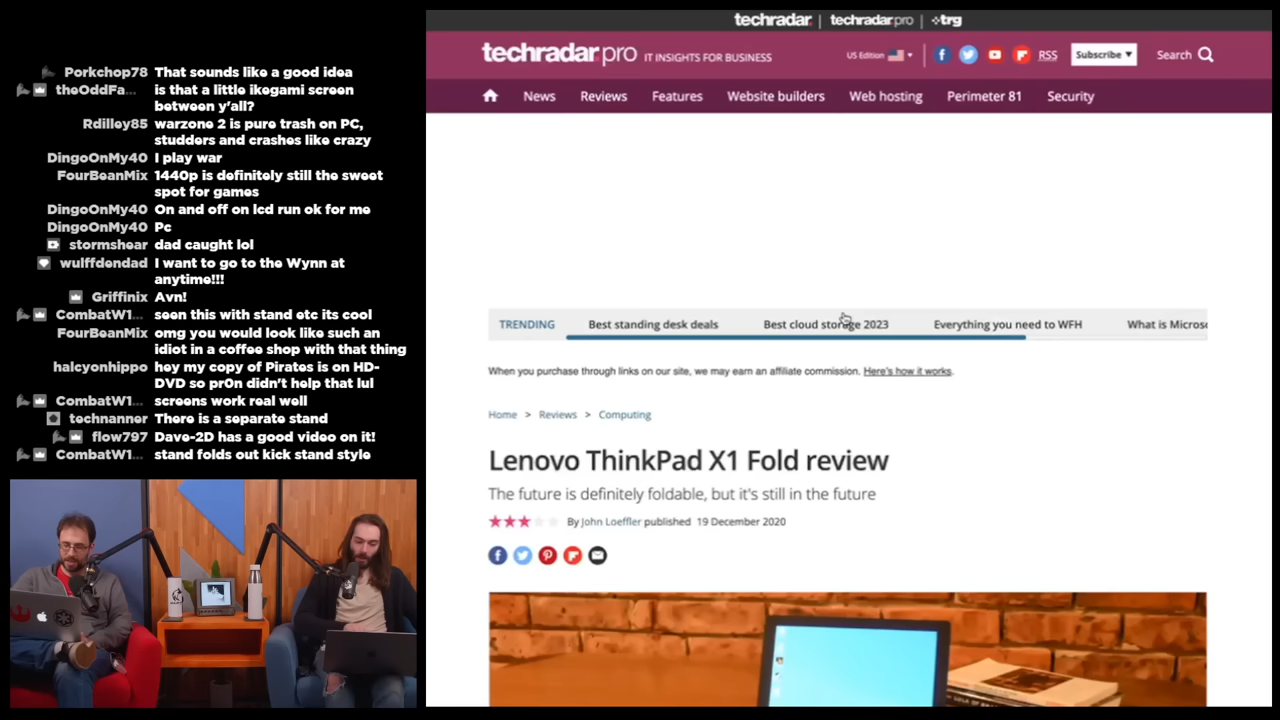 Porkchop78 That sounds like a good idea
theOddFa... is that a little ikegami screen
between y'all?
Rdilley85 warzone 2 is pure trash on PC,
studders and crashes like crazy
DingoOnMy40 I play war
FourBeanMix 1440p is definitely still the sweet
spot for games
DingoOnMy40 On and off on lcd run ok for me
DingoOnMy40 Pc
stormshear dad caught lol
wulffdendad I want to go to the Wynn at
anytime!!!
Griffinix Avn!
CombatW1... seen this with stand etc its cool
FourBeanMix omg you would look like such an
idiot in a coffee shop with that thing
halcyonhippo hey my copy of Pirates is on HD-
DVD so pr0n didn't help that lul
CombatW1... screens work real well
technanner There is a separate stand
flow797 Dave-2D has a good video on it!
CombatW1... stand folds out kick stand style
techradar. | techradar.pro | trg
techradar.pro IT INSIGHTS FOR BUSINESS
US Edition
RSS
Subscribe ▼
Search
News Reviews Features Website builders Web hosting Perimeter 81 Security
TRENDING Best standing desk deals Best cloud storage 2023 Everything you need to WFH What is Microso
When you purchase through links on our site, we may earn an affiliate commission. Here's how it works.
Home > Reviews > Computing
Lenovo ThinkPad X1 Fold review
The future is definitely foldable, but it's still in the future
By John Loeffler published 19 December 2020